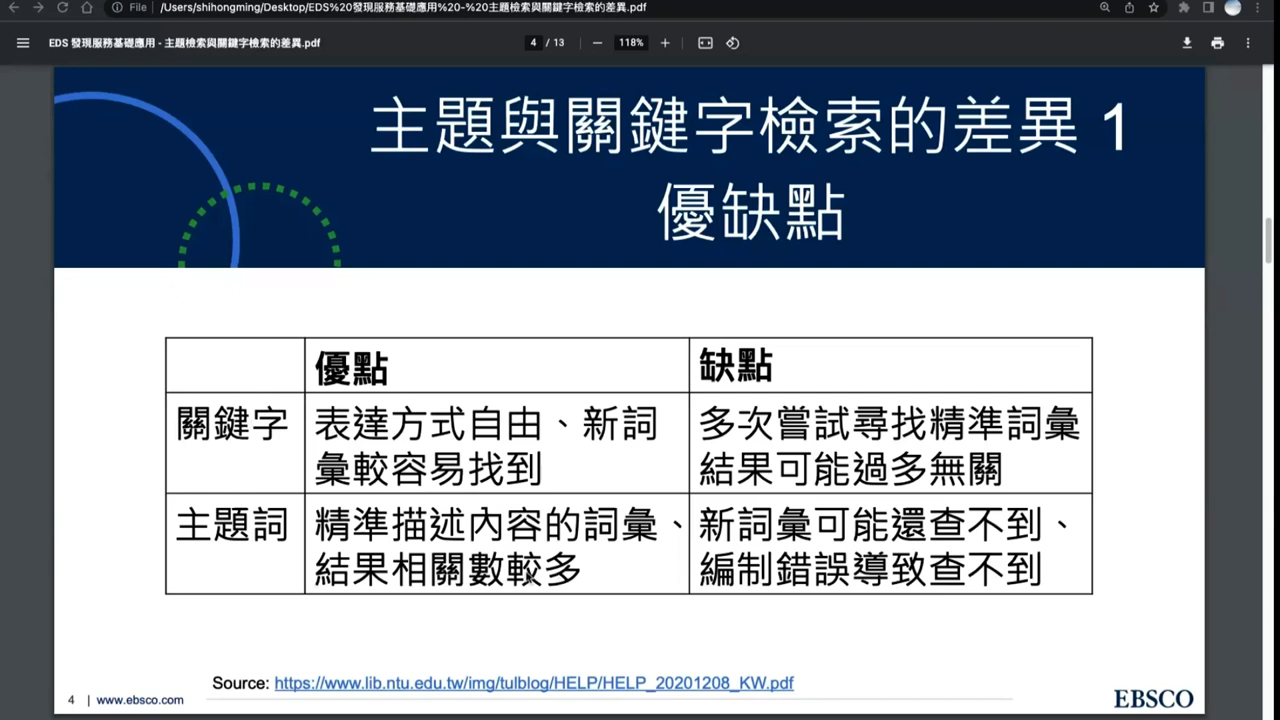 File
/Users/shihongming/Desktop/EDS%20發現服務基礎應用%20-%20主題檢索與關鍵字檢索的差異.pdf
EDS 發現服務基礎應用 - 主題檢索與關鍵字檢索的差異.pdf
4 / 13
118%
主題與關鍵字檢索的差異 1
優缺點
優點
缺點
關鍵字
表達方式自由、新詞
彙較容易找到
多次嘗試尋找精準詞彙
結果可能過多無關
主題詞
精準描述內容的詞彙、
結果相關數較多
新詞彙可能還查不到、
編制錯誤導致查不到
Source: https://www.lib.ntu.edu.tw/img/tulblog/HELP/HELP_20201208_KW.pdf
4 | www.ebsco.com
EBSCO